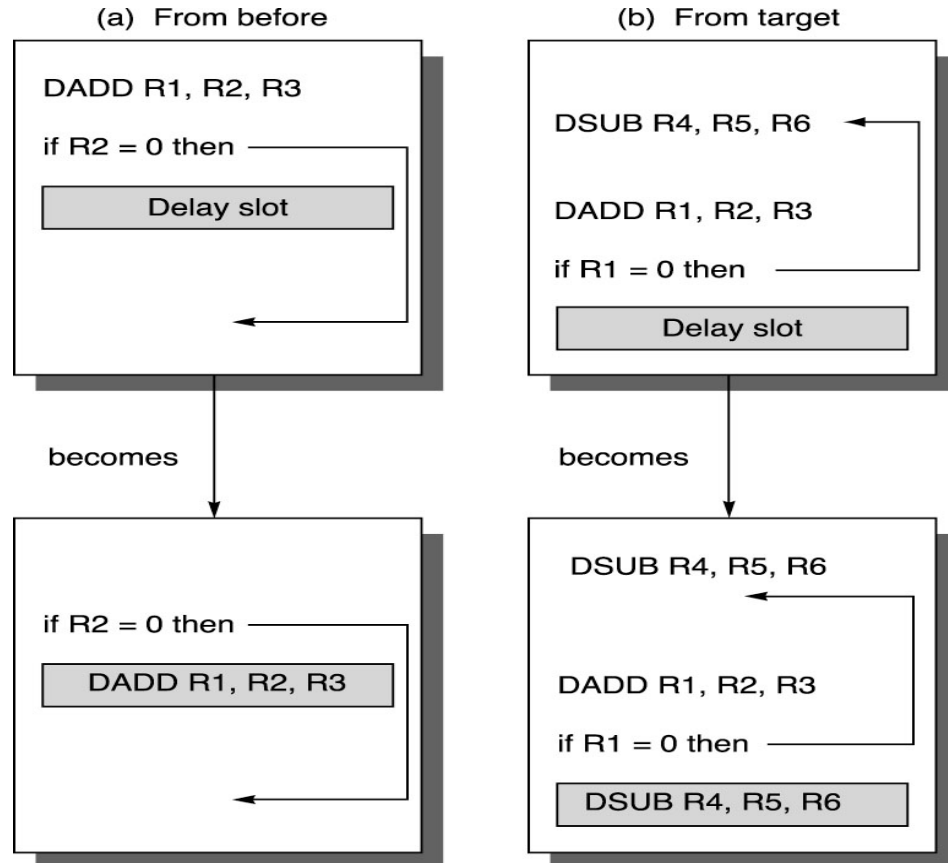 (a) From before
DADD R1, R2, R3
if R2 = 0 then
Delay slot
becomes
if R2 = 0 then
DADD R1, R2, R3
(b) From target
DSUB R4, R5, R6
DADD R1, R2, R3
if R1 = 0 then
Delay slot
becomes
DSUB R4, R5, R6
DADD R1, R2, R3
if R1 = 0 then
DSUB R4, R5, R6